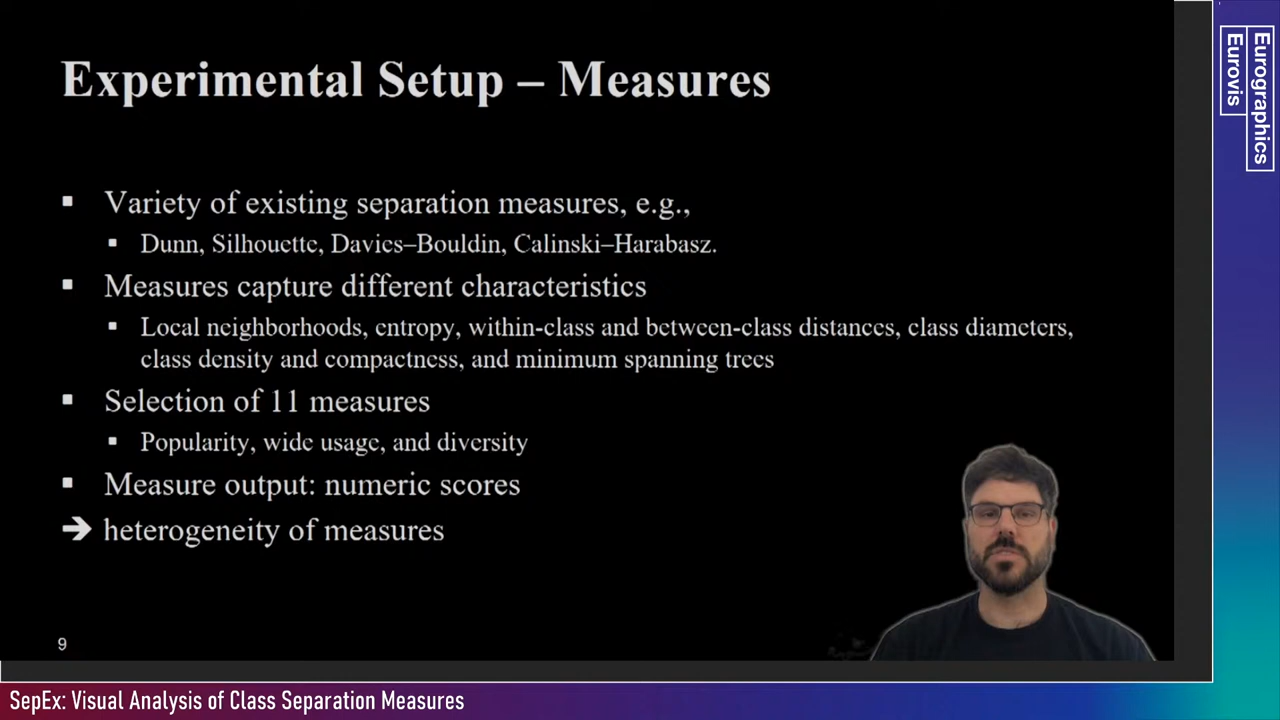 Experimental Setup – Measures
Variety of existing separation measures, e.g.,
Dunn, Silhouette, Davies–Bouldin, Calinski–Harabasz.
Measures capture different characteristics
Local neighborhoods, entropy, within-class and between-class distances, class diameters,
class density and compactness, and minimum spanning trees
Selection of 11 measures
Popularity, wide usage, and diversity
Measure output: numeric scores
➔ heterogeneity of measures
9
SepEx: Visual Analysis of Class Separation Measures
Eurographics
Eurovis